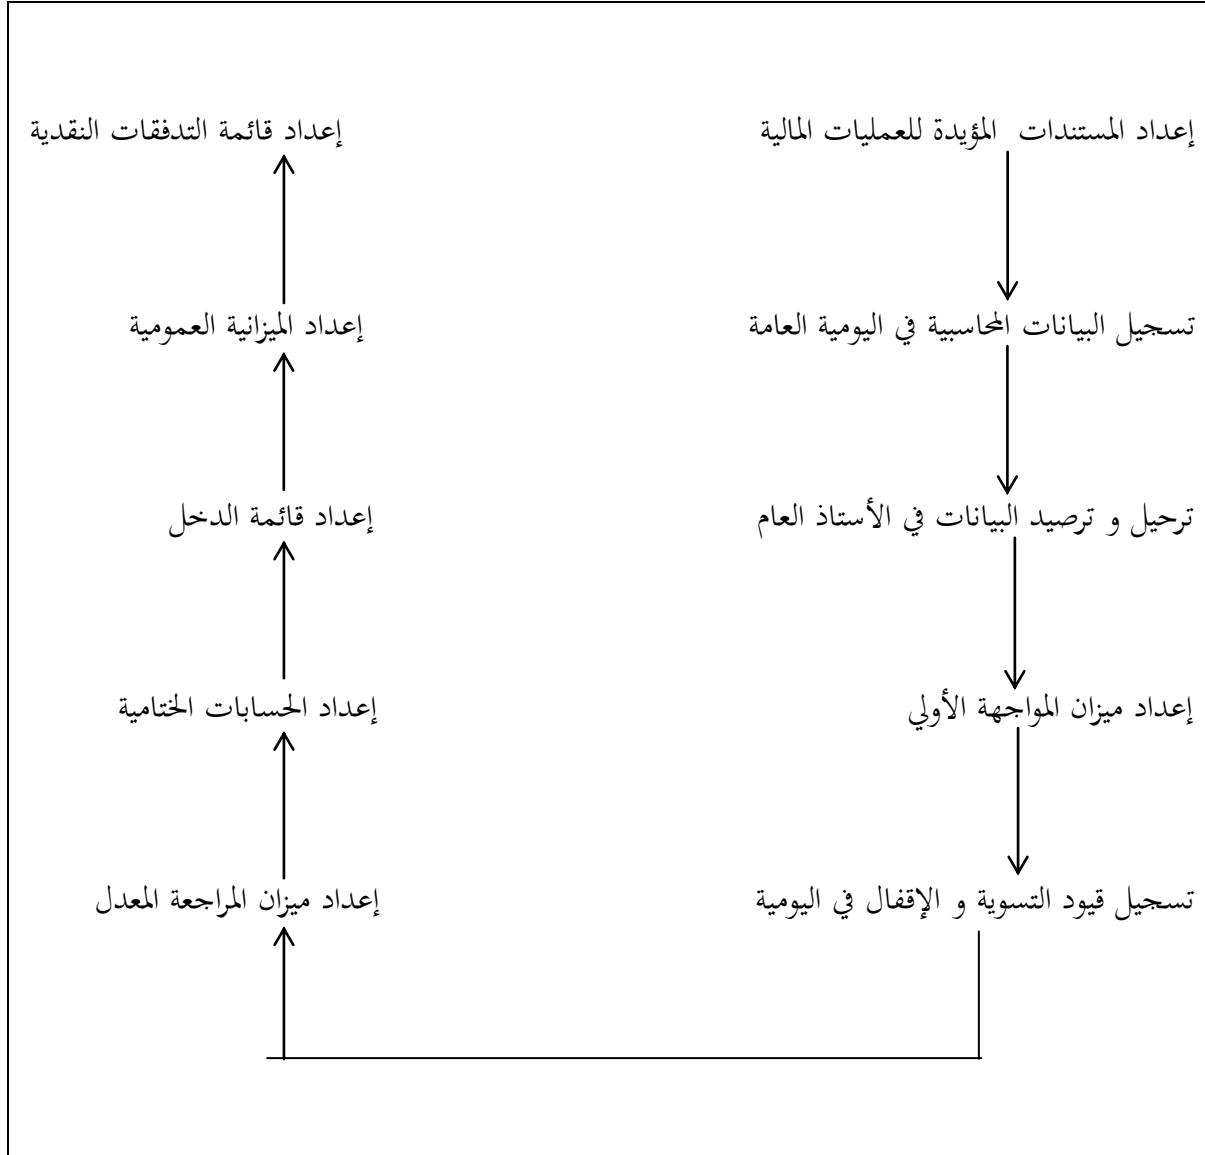 إعداد المستندات المؤيدة للعمليات المالية
تسجيل البيانات المحاسبية في اليومية العامة
ترحيل و ترصيد البيانات في الأستاذ العام
إعداد ميزان المواجهة الأولي
تسجيل قيود التسوية و الإقفال في اليومية
إعداد ميزان المراجعة المعدل
إعداد الحسابات الختامية
إعداد قائمة الدخل
إعداد الميزانية العمومية
إعداد قائمة التدفقات النقدية